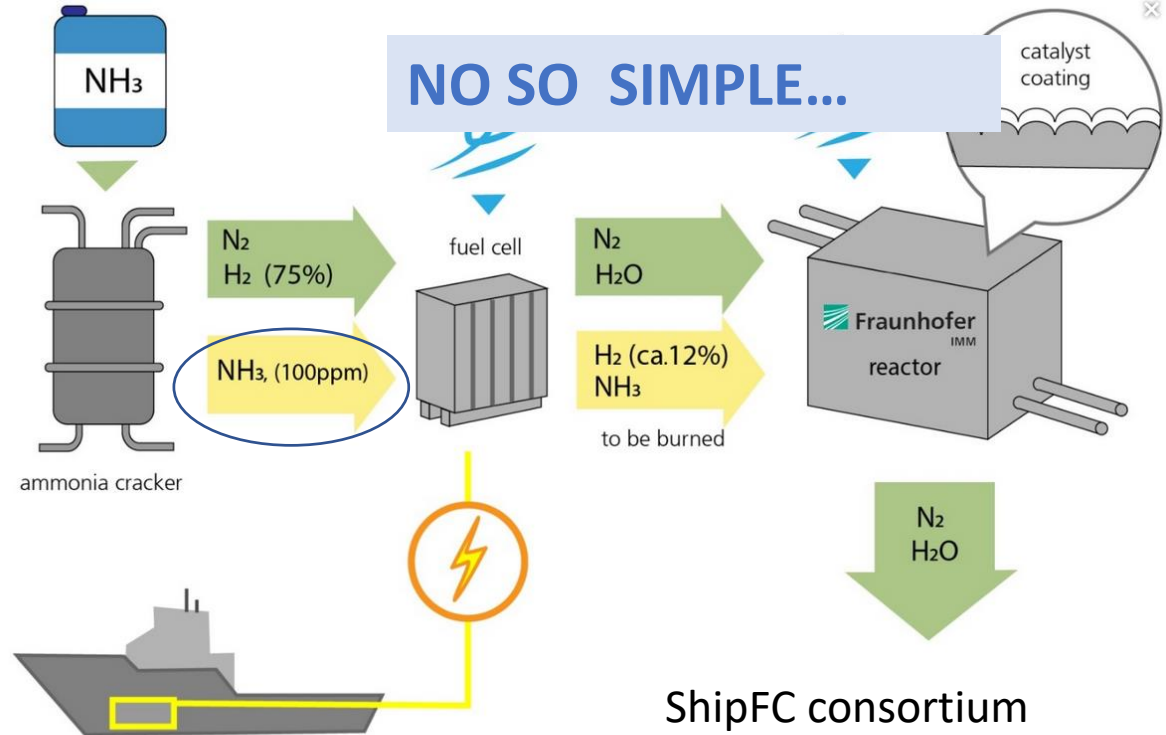 NH₃
NO SO SIMPLE...
catalyst
coating
N₂
H₂ (75%)
fuel cell
N₂
H₂O
NH₃, (100ppm)
H₂ (ca.12%)
NH₃
Fraunhofer
IMM
reactor
to be burned
ammonia cracker
N₂
H₂O
ShipFC consortium